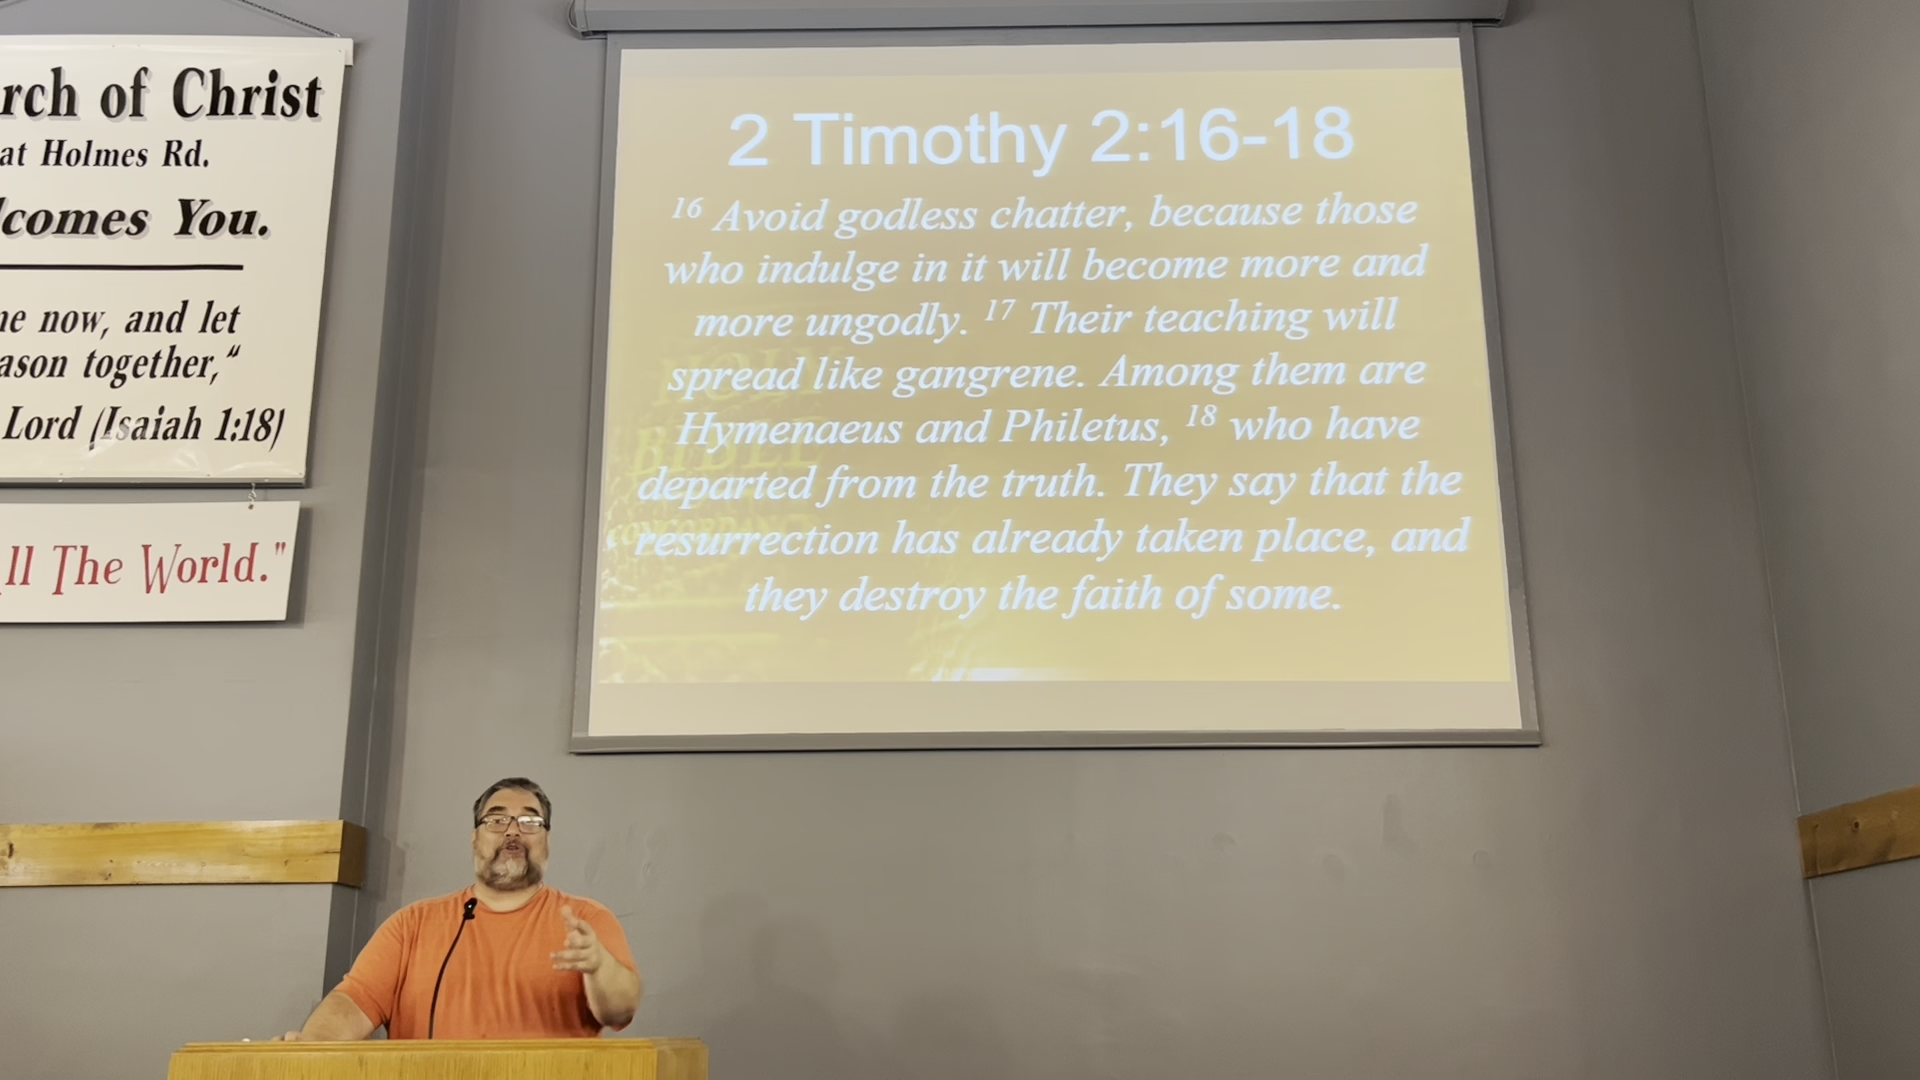 rch of Christ
at Holmes Rd.
lcomes You.
ne now, and let
ason together,“
Lord (Isaiah 1:18)
ll The World."
2 Timothy 2:16-18
16 Avoid godless chatter, because those
who indulge in it will become more and
more ungodly. 17 Their teaching will
spread like gangrene. Among them are
Hymenaeus and Philetus, 18 who have
departed from the truth. They say that the
resurrection has already taken place, and
they destroy the faith of some.
HOLY
BIBLE
CONCORDANCE